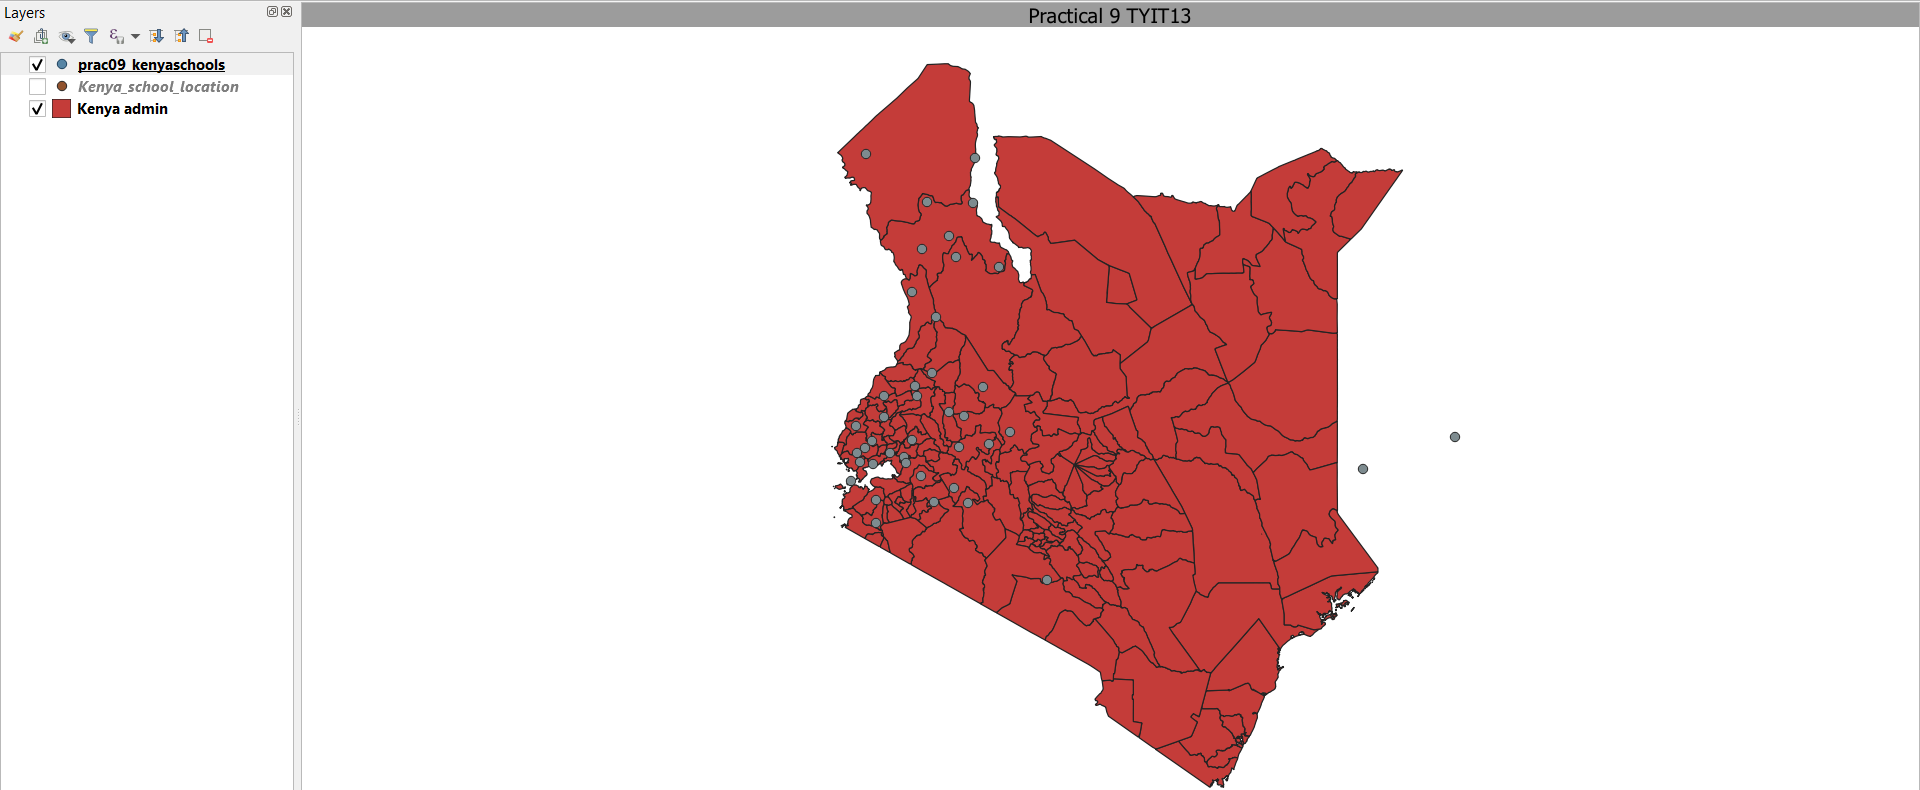 Layers
Practical 9 TYIT13
prac09_kenyaschools
Kenya_school_location
Kenya admin